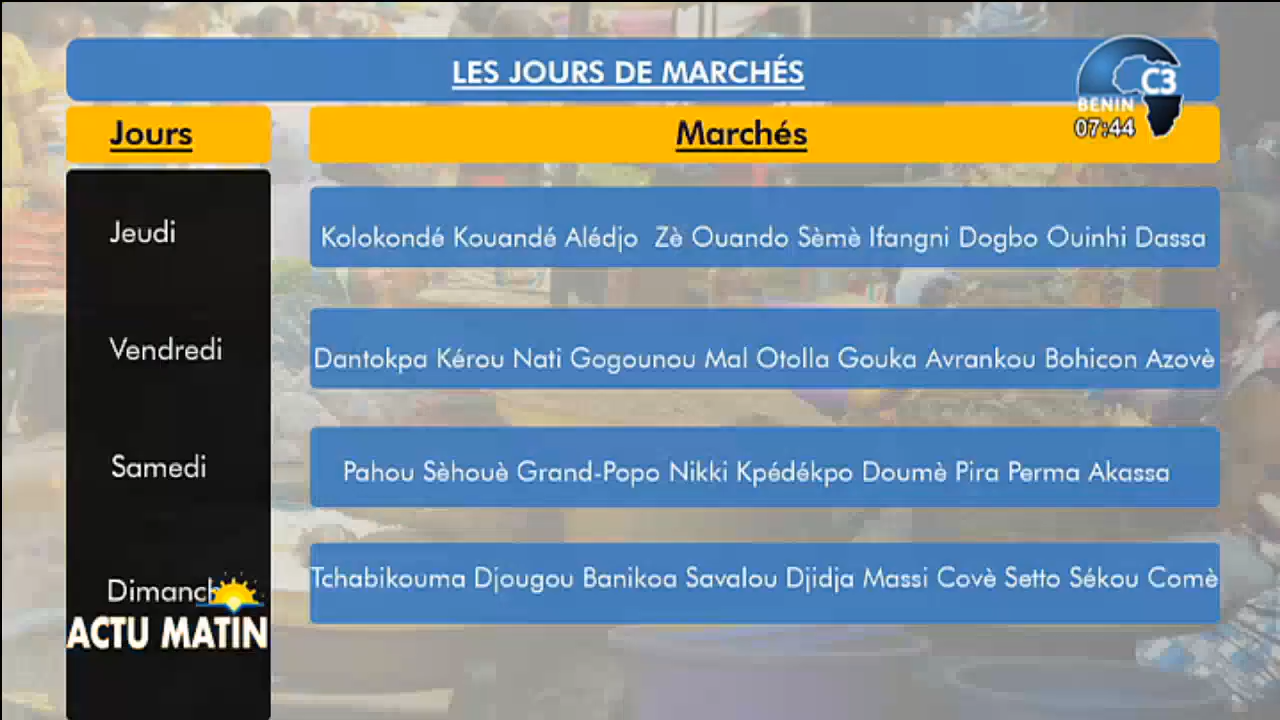 LES JOURS DE MARCHÉS
C3
BENIN
07:44
Jours
Marchés
Jeudi
Kolokondé Kouandé Alédjo Zè Ouando Sèmè Ifangni Dogbo Ouinhi Dassa
Vendredi
Dantokpa Kérou Nati Gogounou Mal Otolla Gouka Avrankou Bohicon Azovè
Samedi
Pahou Sèhouè Grand-Popo Nikki Kpédékpo Doumè Pira Perma Akassa
Dimanch
Tchabikouma Djougou Banikoa Savalou Djidja Massi Covè Setto Sékou Comè
ACTU MATIN